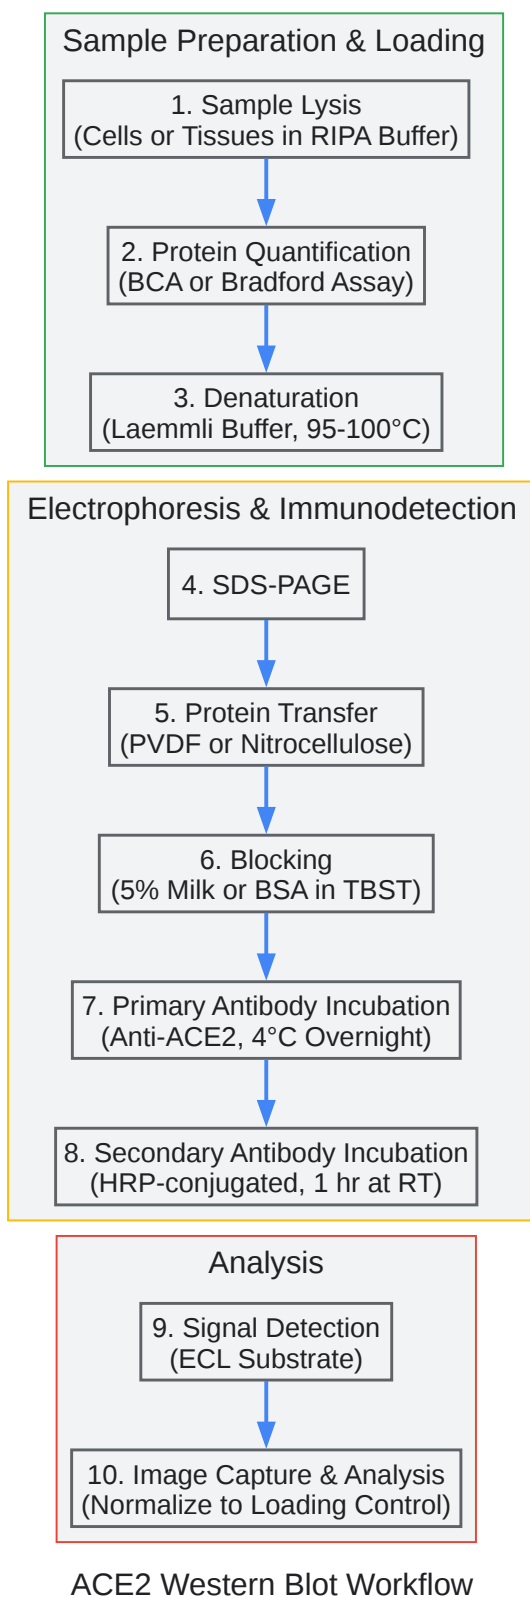 Sample Preparation & Loading
1. Sample Lysis
(Cells or Tissues in RIPA Buffer)
2. Protein Quantification
(BCA or Bradford Assay)
3. Denaturation
(Laemmli Buffer, 95-100°C)
Electrophoresis & Immunodetection
4. SDS-PAGE
5. Protein Transfer
(PVDF or Nitrocellulose)
6. Blocking
(5% Milk or BSA in TBST)
7. Primary Antibody Incubation
(Anti-ACE2, 4°C Overnight)
8. Secondary Antibody Incubation
(HRP-conjugated, 1 hr at RT)
Analysis
9. Signal Detection
(ECL Substrate)
10. Image Capture & Analysis
(Normalize to Loading Control)
ACE2 Western Blot Workflow